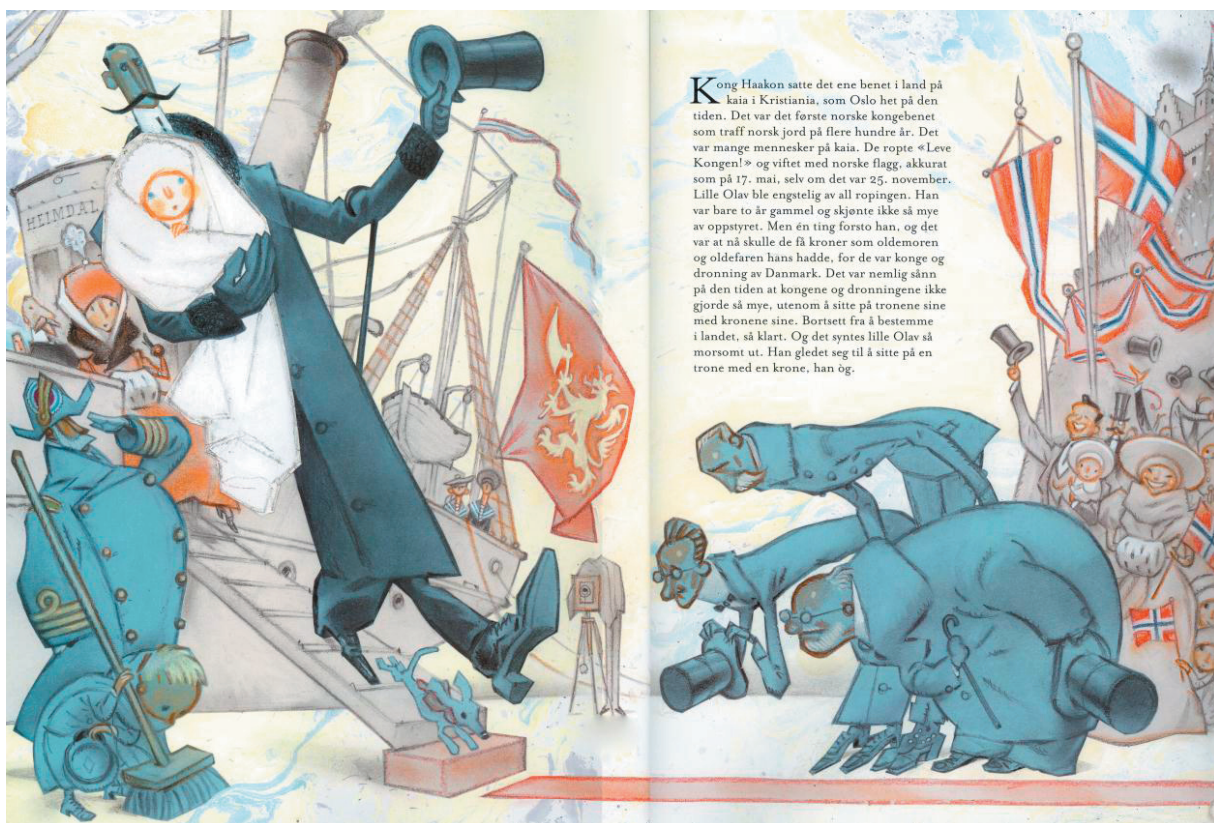 HEIMDAL
Kong Haakon satte det ene benet i land på
kaia i Kristiania, som Oslo het på den
tiden. Det var det første norske kongebenet
som traff norsk jord på flere hundre år. Det
var mange mennesker på kaia. De ropte «Leve
Kongen!» og viftet med norske flagg, akkurat
som på 17. mai, selv om det var 25. november.
Lille Olav ble engstelig av all ropingen. Han
var bare to år gammel og skjønte ikke så mye
av oppstyret. Men én ting forsto han, og det
var at nå skulle de få kroner som oldemoren
og oldefaren hans hadde, for de var konge og
dronning av Danmark. Det var nemlig sånn
på den tiden at kongene og dronningene ikke
gjorde så mye, utenom å sitte på tronene sine
med kronene sine. Bortsett fra å bestemme
i landet, så klart. Og det syntes lille Olav så
morsomt ut. Han gledet seg til å sitte på en
trone med en krone, han òg.